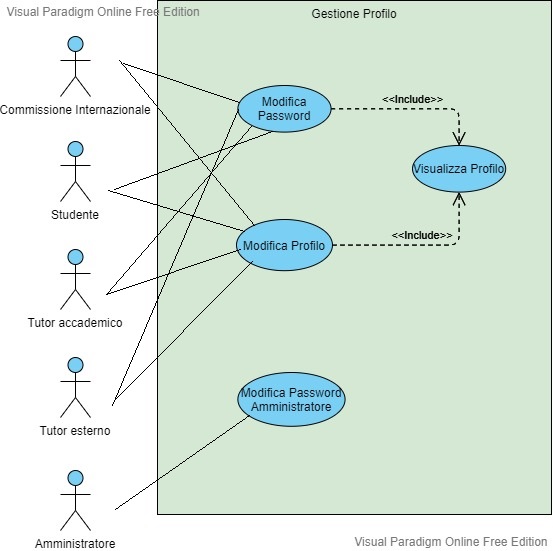 Visual Paradigm Online Free Edition
Gestione Profilo
Commissione Internazionale
Modifica
Password
<<Include>>
Visualizza Profilo
Studente
<<Include>>
Modifica Profilo
Tutor accademico
Modifica Password
Amministratore
Tutor esterno
Amministratore
Visual Paradigm Online Free Edition